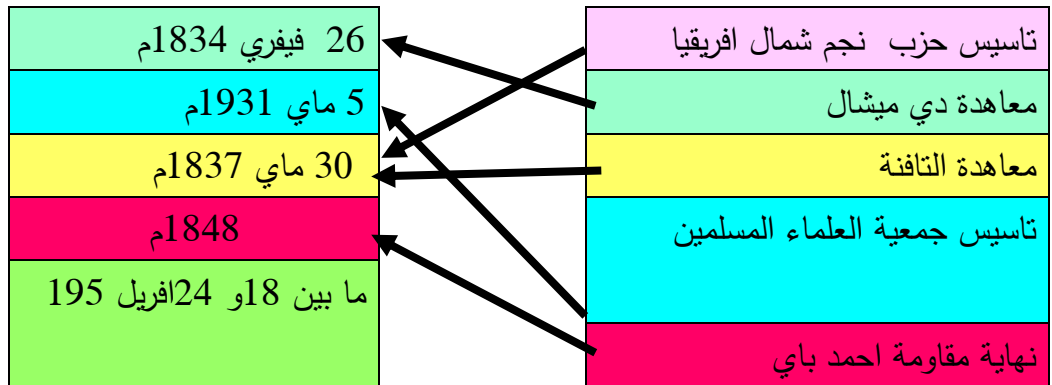 تاسيس حزب نجم شمال افريقيا
معاهدة دي ميشال
معاهدة التافنة
تاسيس جمعية العلماء المسلمين
نهاية مقاومة احمد باي
26 فيفري 1834م
5 ماي 1931م
30 ماي 1837م
1848م
ما بين 18و 24افريل 195